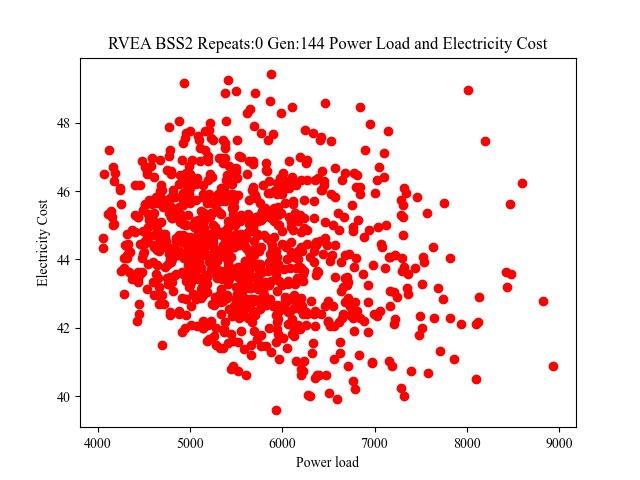 RVEA BSS2 Repeats:0 Gen:144 Power Load and Electricity Cost
Electricity Cost
48
46
44
42
40
4000 5000 6000 7000 8000 9000
Power load